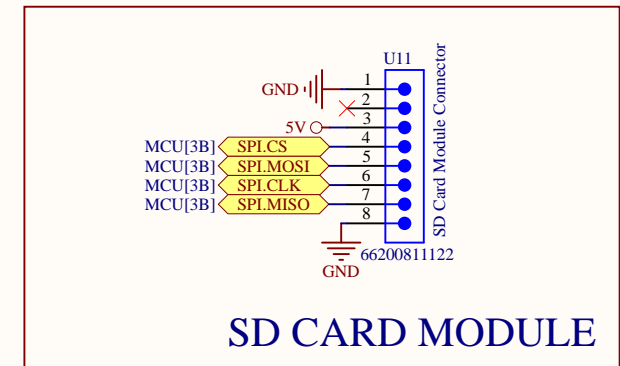 U11
GND 1
2
5V 3
MCU[3B] SPI.CS 4
MCU[3B] SPI.MOSI 5
MCU[3B] SPI.CLK 6
MCU[3B] SPI.MISO 7
8
SD Card Module Connector
66200811122
GND
SD CARD MODULE